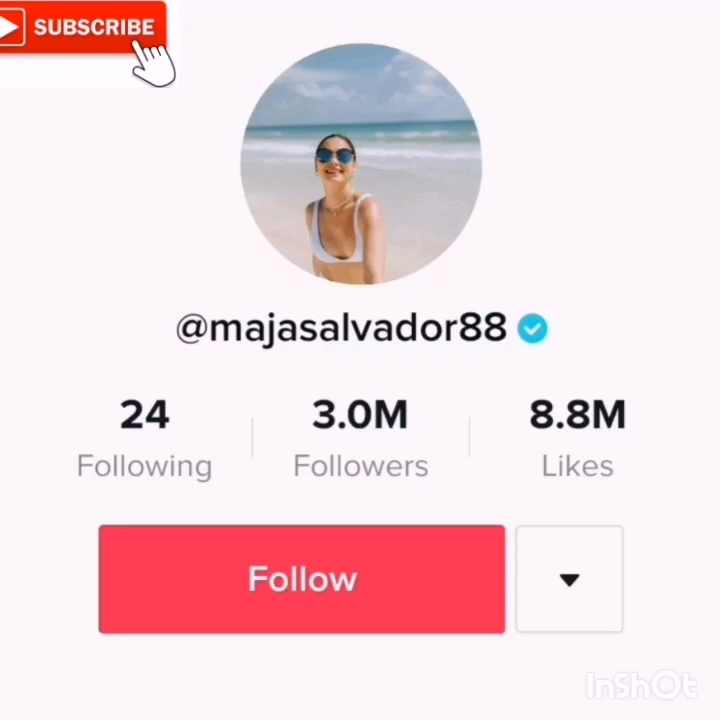 SUBSCRIBE
@majasalvador88
24 3.0M 8.8M
Following Followers Likes
Follow
InShOt